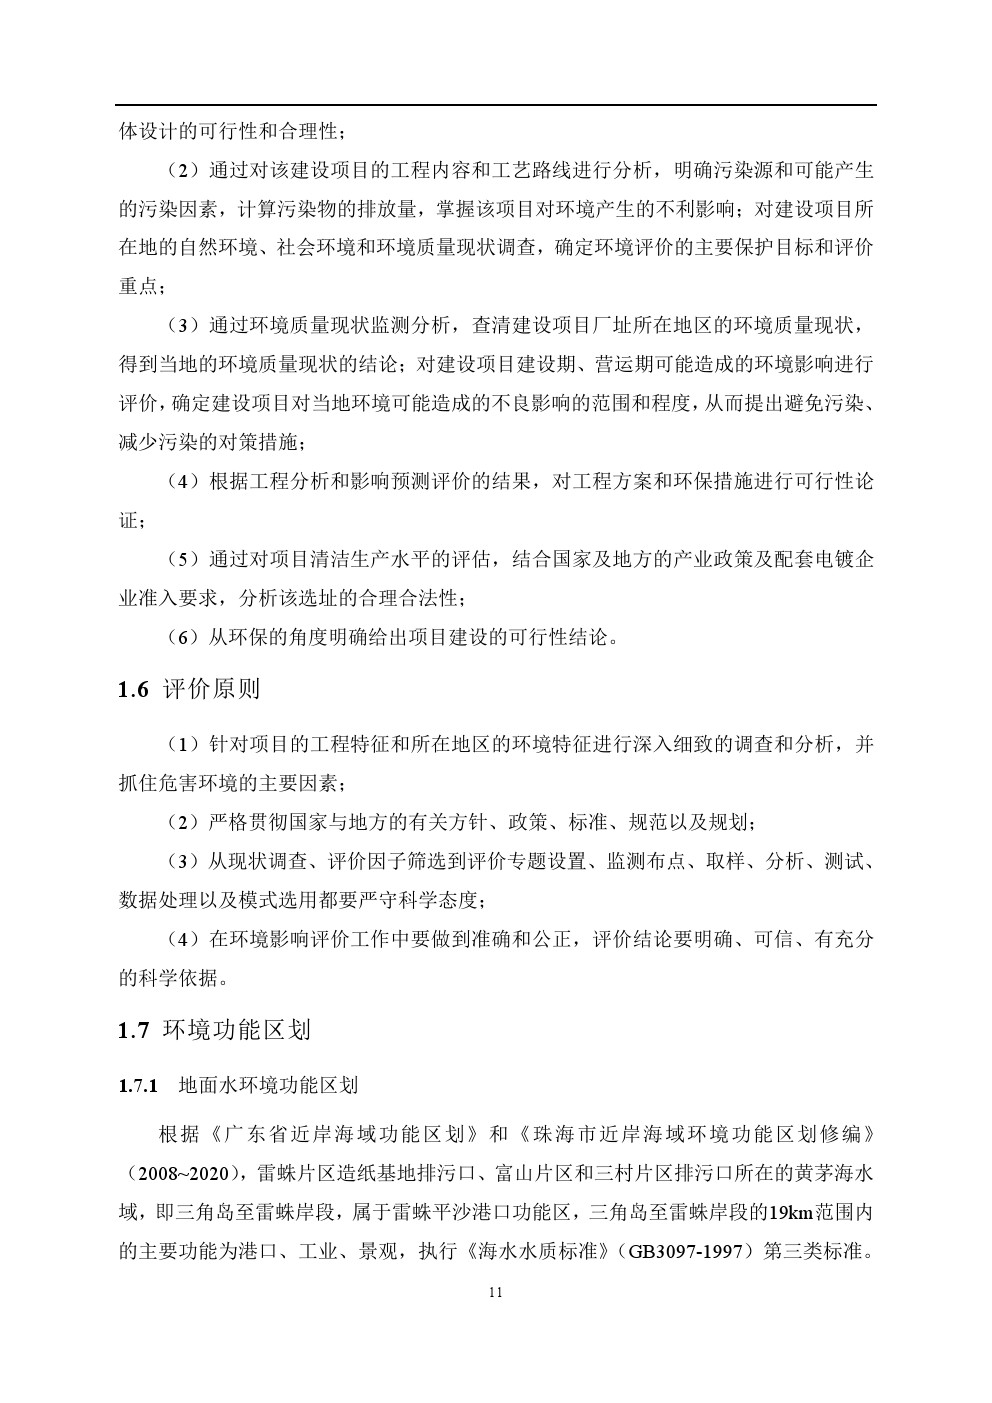 体设计的可行性和合理性；
（2）通过对该建设项目的工程内容和工艺路线进行分析，明确污染源和可能产生
的污染因素，计算污染物的排放量，掌握该项目对环境产生的不利影响；对建设项目所
在地的自然环境、社会环境和环境质量现状调查，确定环境评价的主要保护目标和评价
重点；
（3）通过环境质量现状监测分析，查清建设项目厂址所在地区的环境质量现状，
得到当地的环境质量现状的结论；对建设项目建设期、营运期可能造成的环境影响进行
评价，确定建设项目对当地环境可能造成的不良影响的范围和程度，从而提出避免污染、
减少污染的对策措施；
（4）根据工程分析和影响预测评价的结果，对工程方案和环保措施进行可行性论
证；
（5）通过对项目清洁生产水平的评估，结合国家及地方的产业政策及配套电镀企
业准入要求，分析该选址的合理合法性；
（6）从环保的角度明确给出项目建设的可行性结论。
1.6 评价原则
（1）针对项目的工程特征和所在地区的环境特征进行深入细致的调查和分析，并
抓住危害环境的主要因素；
（2）严格贯彻国家与地方的有关方针、政策、标准、规范以及规划；
（3）从现状调查、评价因子筛选到评价专题设置、监测布点、取样、分析、测试、
数据处理以及模式选用都要严守科学态度；
（4）在环境影响评价工作中要做到准确和公正，评价结论要明确、可信、有充分
的科学依据。
1.7 环境功能区划
1.7.1 地面水环境功能区划
根据《广东省近岸海域功能区划》和《珠海市近岸海域环境功能区划修编》
（2008~2020），雷蛛片区造纸基地排污口、富山片区和三村片区排污口所在的黄茅海水
域，即三角岛至雷蛛岸段，属于雷蛛平沙港口功能区，三角岛至雷蛛岸段的19km范围内
的主要功能为港口、工业、景观，执行《海水水质标准》（GB3097-1997）第三类标准。
11